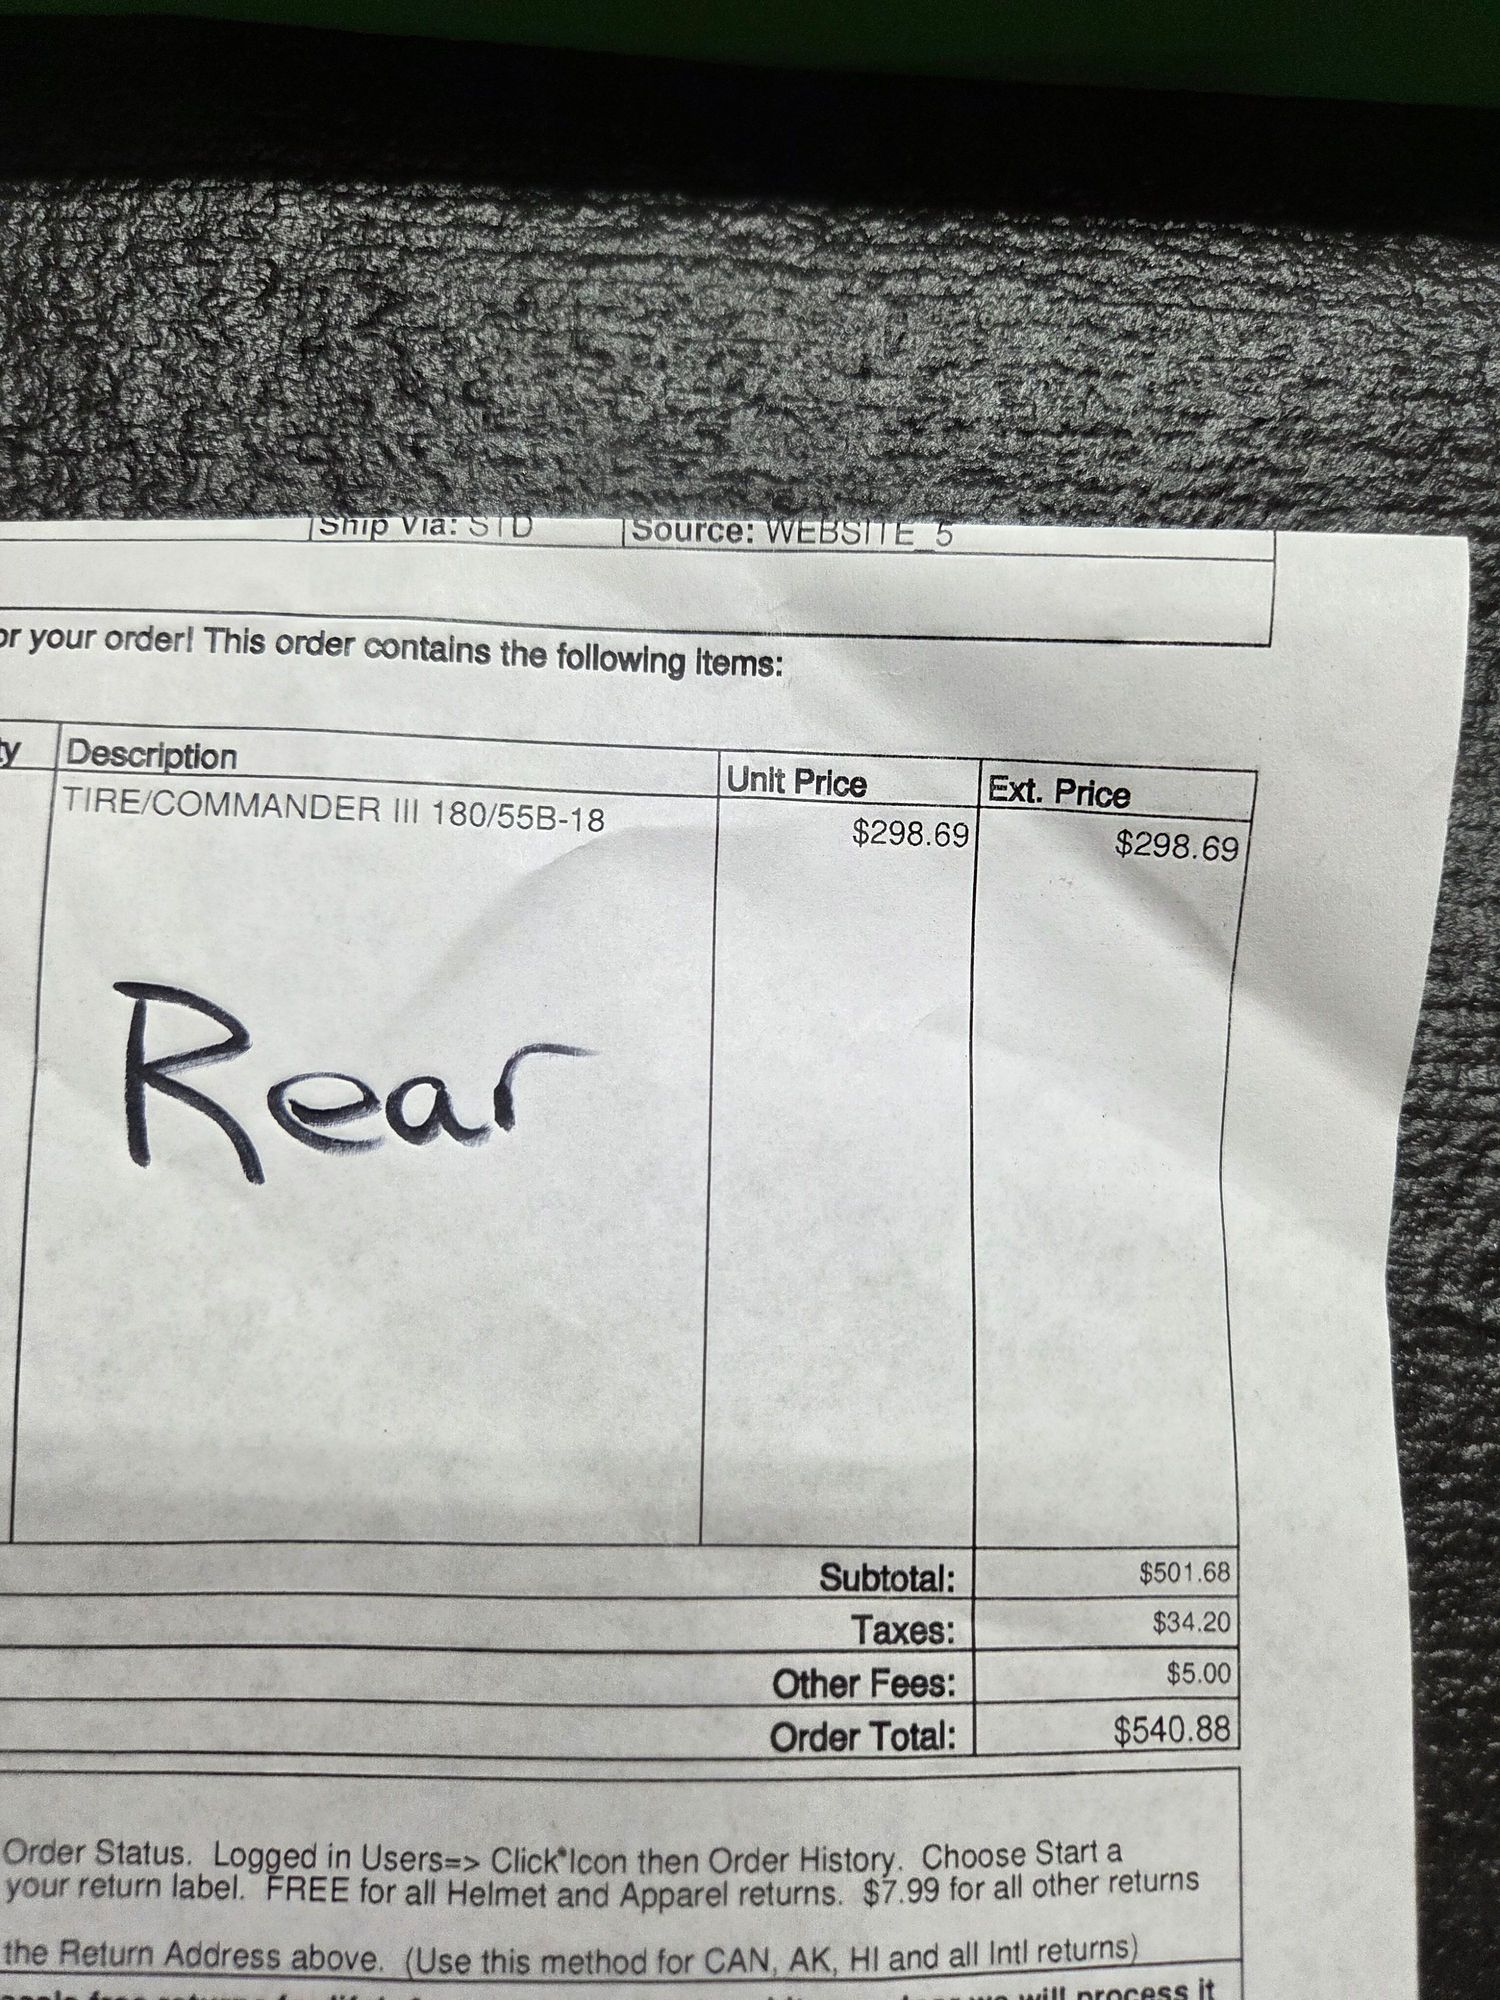 Ship Via: STD Source: WEBSITE_5
or your order! This order contains the following items:
ty Description Unit Price Ext. Price
TIRE/COMMANDER III 180/55B-18 $298.69 $298.69
Rear
Subtotal: $501.68
Taxes: $34.20
Other Fees: $5.00
Order Total: $540.88
Order Status. Logged in Users=> Click*Icon then Order History. Choose Start a
your return label. FREE for all Helmet and Apparel returns. $7.99 for all other returns
the Return Address above. (Use this method for CAN, AK, HI and all Intl returns)
will process it